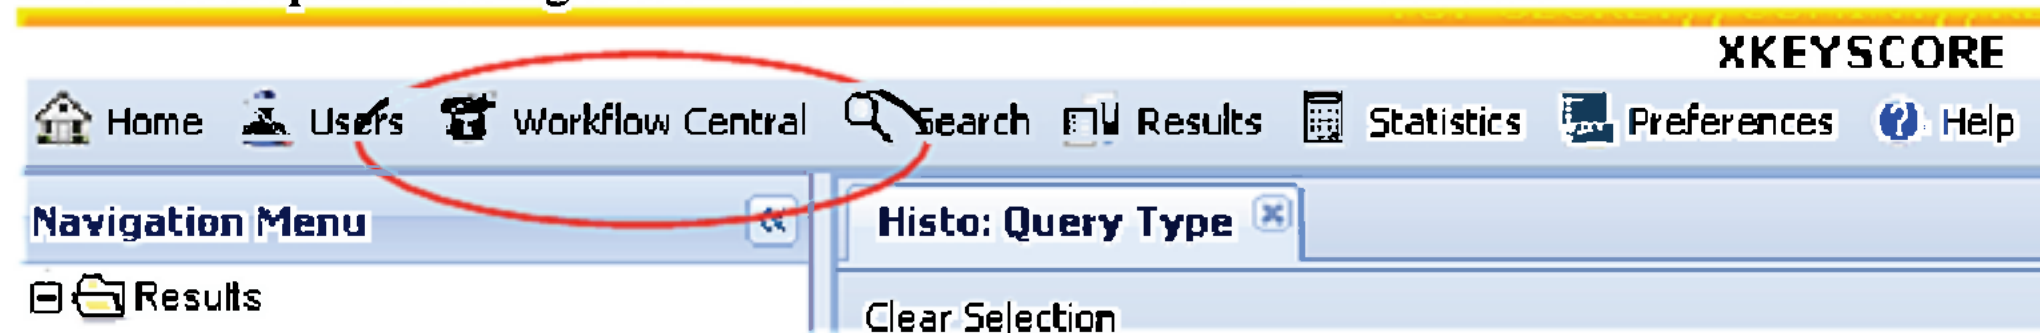 XKEYSCORE
Home Users Workflow Central Search Results Statistics Preferences Help
Navigation Menu
Histo: Query Type
Results
Clear Selection